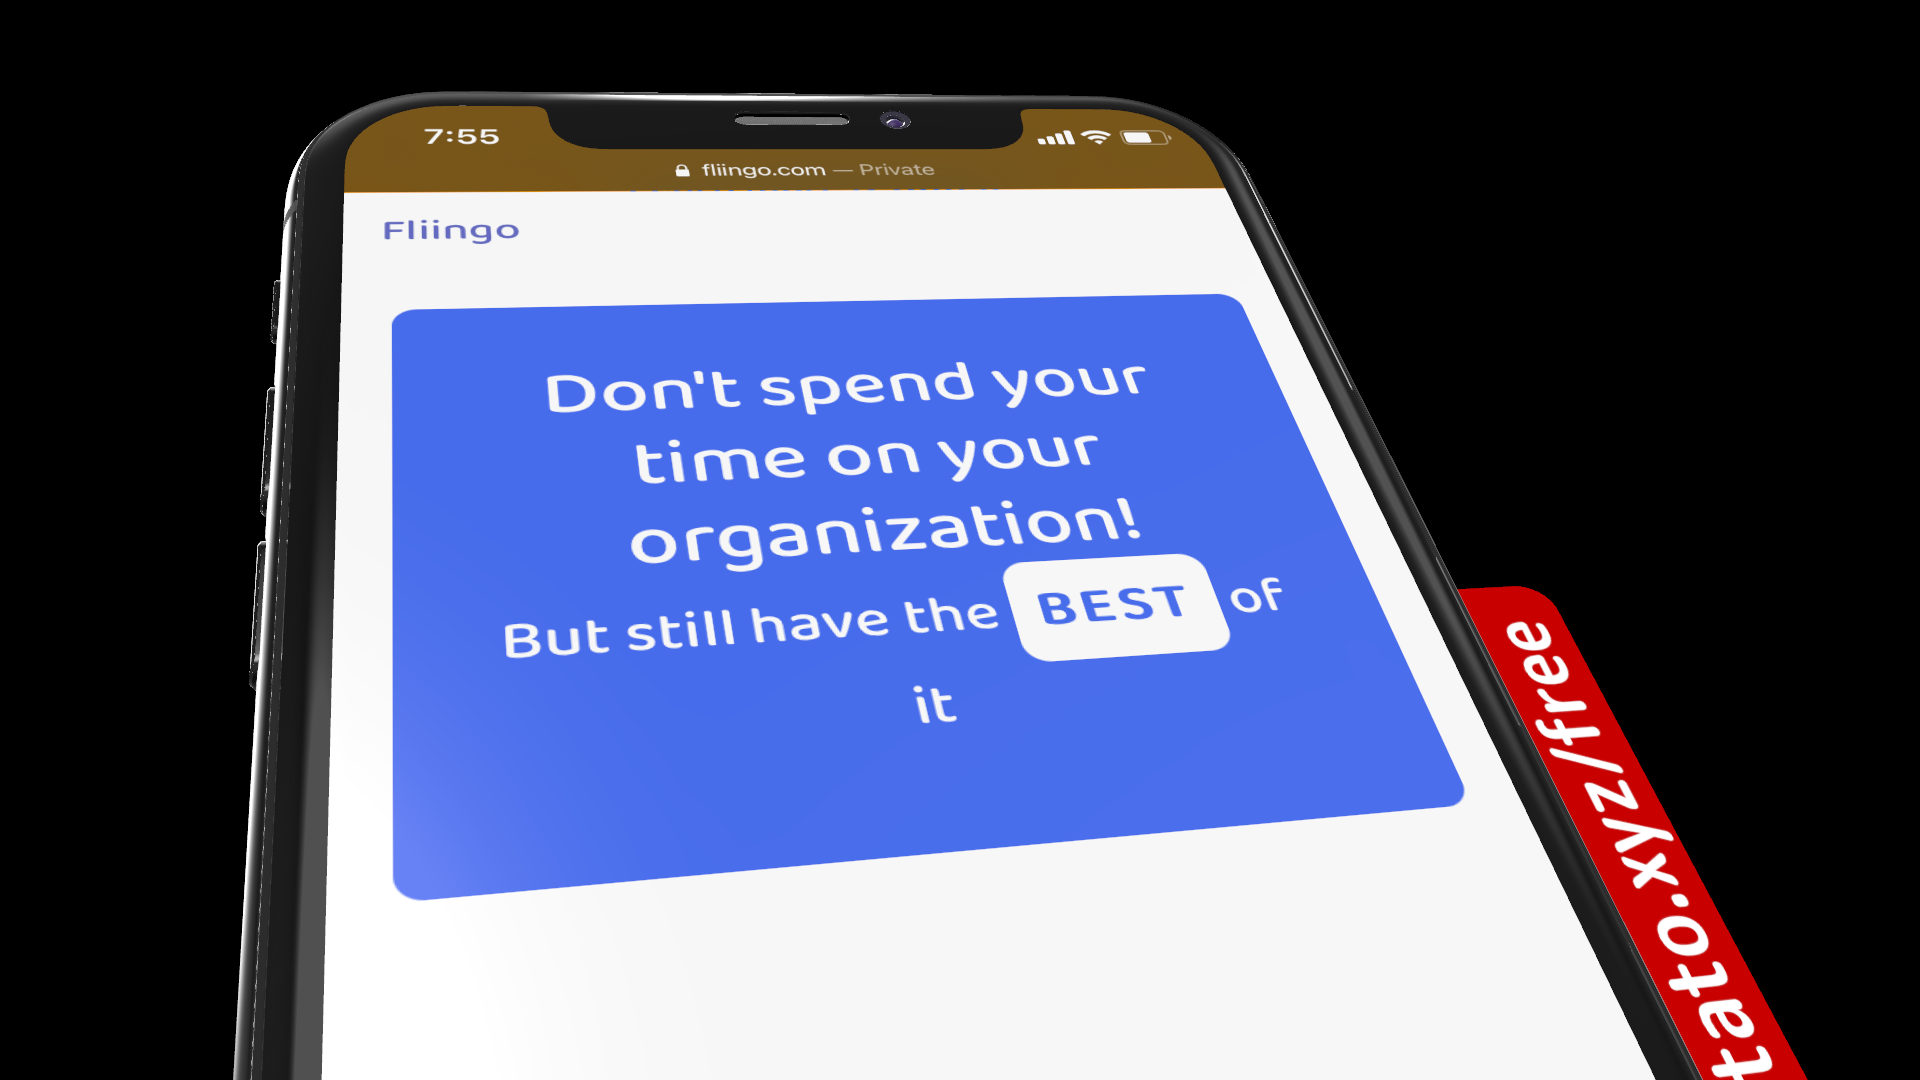 7:55
fliingo.com — Private
Fliingo
Don't spend your
time on your
organization!
But still have the BEST of
it
tato.xyz/free